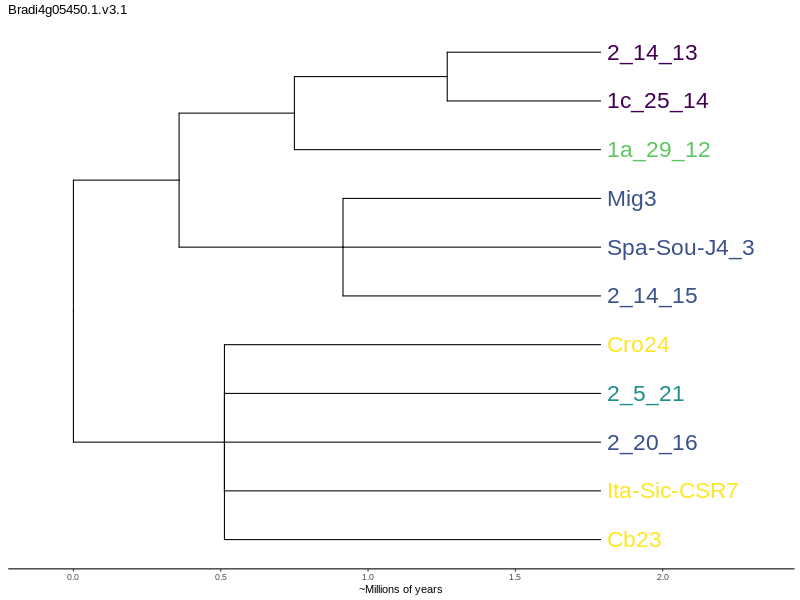 Bradi4g05450.1.v3.1
2_14_13
1c_25_14
1a_29_12
Mig3
Spa-Sou-J4_3
2_14_15
Cro24
2_5_21
2_20_16
Ita-Sic-CSR7
Cb23
0.0 0.5 1.0 1.5 2.0
~Millions of years